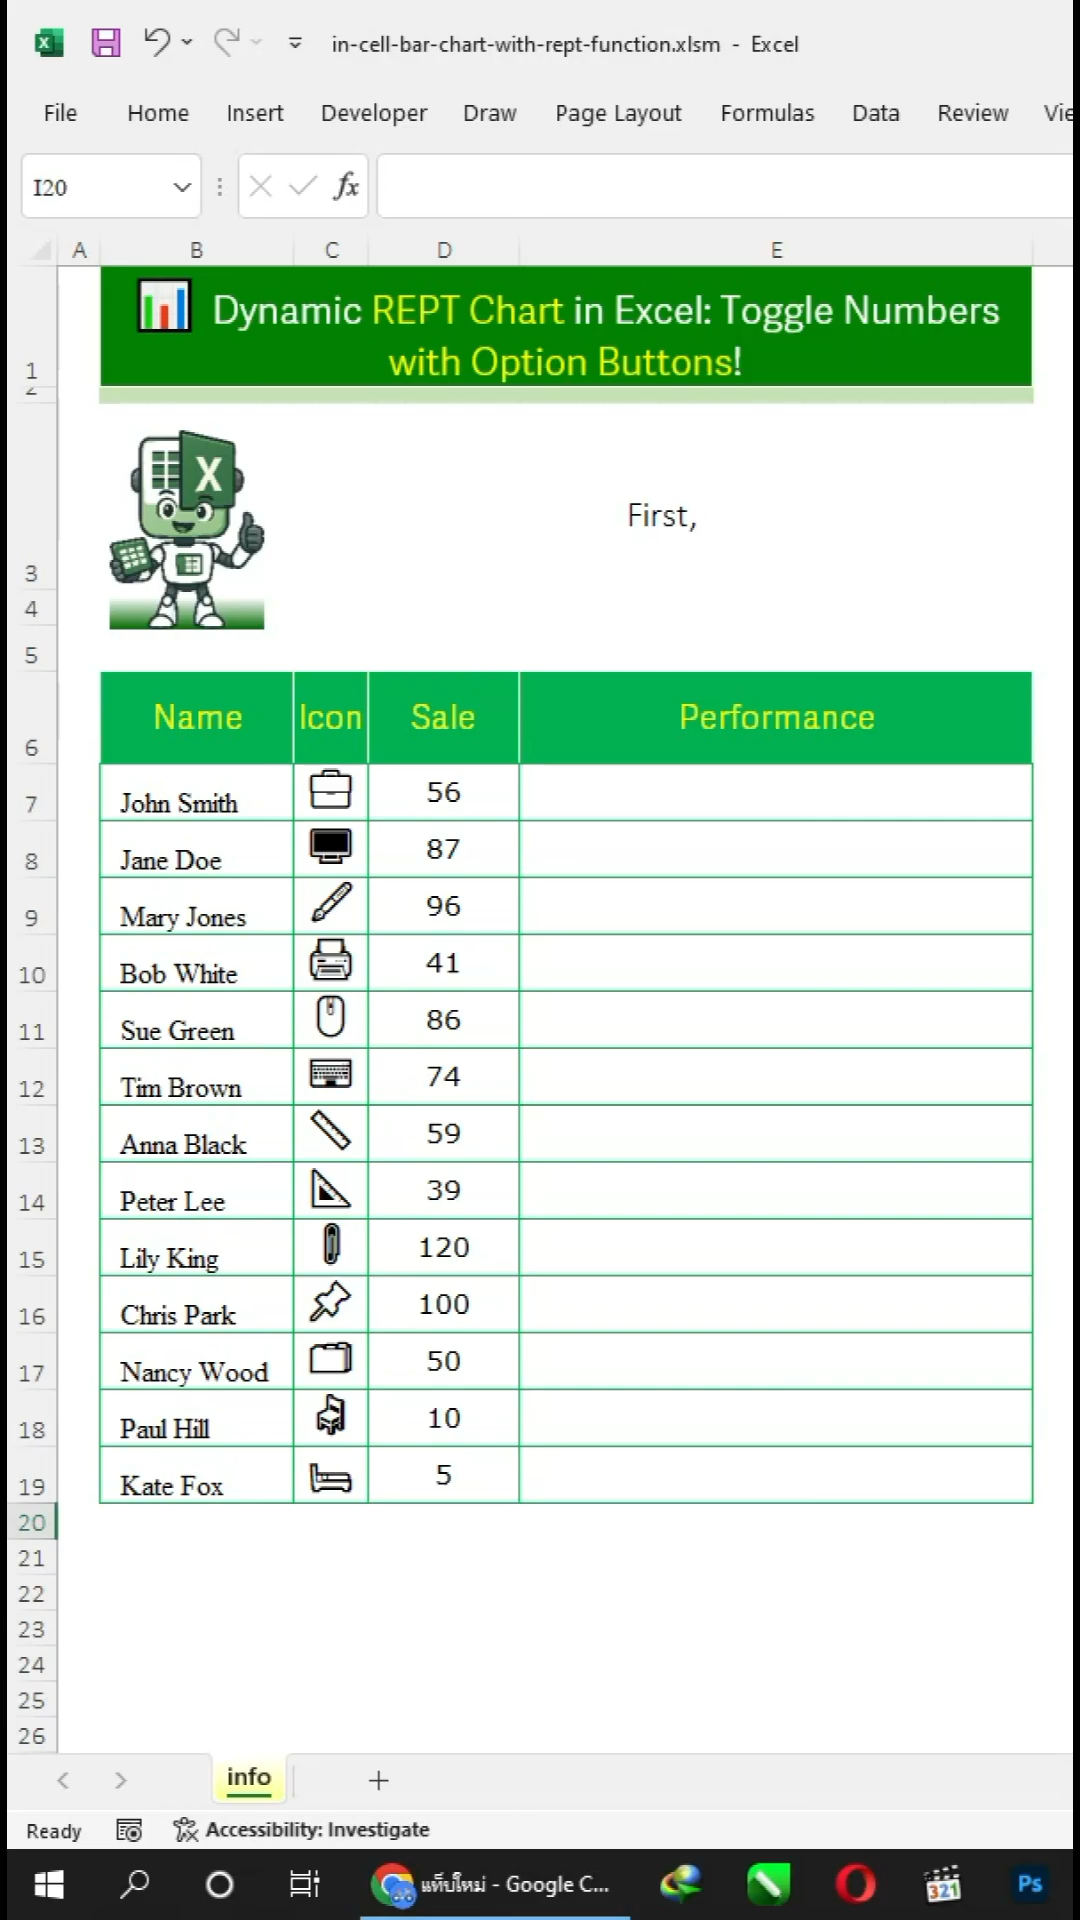 in-cell-bar-chart-with-rept-function.xlsm - Excel
File Home Insert Developer Draw Page Layout Formulas Data Review Vie
I20 fx
A B C D E
Dynamic REPT Chart in Excel: Toggle Numbers
with Option Buttons!
1
2
X
First,
3
4
5
Name Icon Sale Performance
6
7 John Smith 56
8 Jane Doe 87
9 Mary Jones 96
10 Bob White 41
11 Sue Green 86
12 Tim Brown 74
13 Anna Black 59
14 Peter Lee 39
15 Lily King 120
16 Chris Park 100
17 Nancy Wood 50
18 Paul Hill 10
19 Kate Fox 5
20
21
22
23
24
25
26
info
Ready Accessibility: Investigate
แท็บใหม่ - Google C... 321 Ps